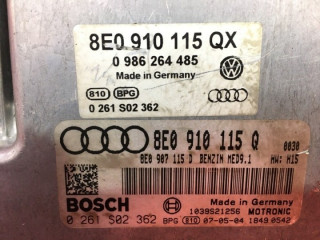 8E0 910 115 QX
0 986 264 485
Made in Germany
810 BPG
0 261 S02 362
8E0 910 115 Q 0030
8E0 907 115 D BENZIN MED9.1 HW: H15
BOSCH
Made in Germany
1039S21256 MOTRONIC
0 261 S02 362 BPG 810 07-05-04 1849 0542